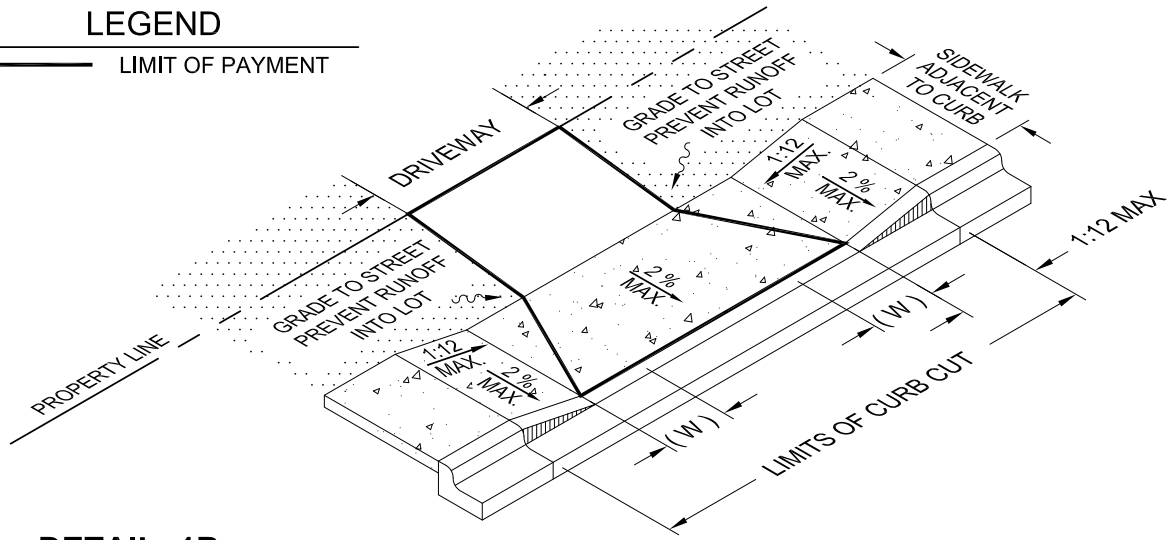 LEGEND
LIMIT OF PAYMENT
SIDEWALK
ADJACENT
TO CURB
GRADE TO STREET
PREVENT RUNOFF
INTO LOT
DRIVEWAY
1:12
MAX.
2%
MAX.
1:12 MAX
2%
MAX.
GRADE TO STREET
PREVENT RUNOFF
INTO LOT
(W)
PROPERTY LINE
1:12
MAX.
2%
MAX.
(W)
LIMITS OF CURB CUT